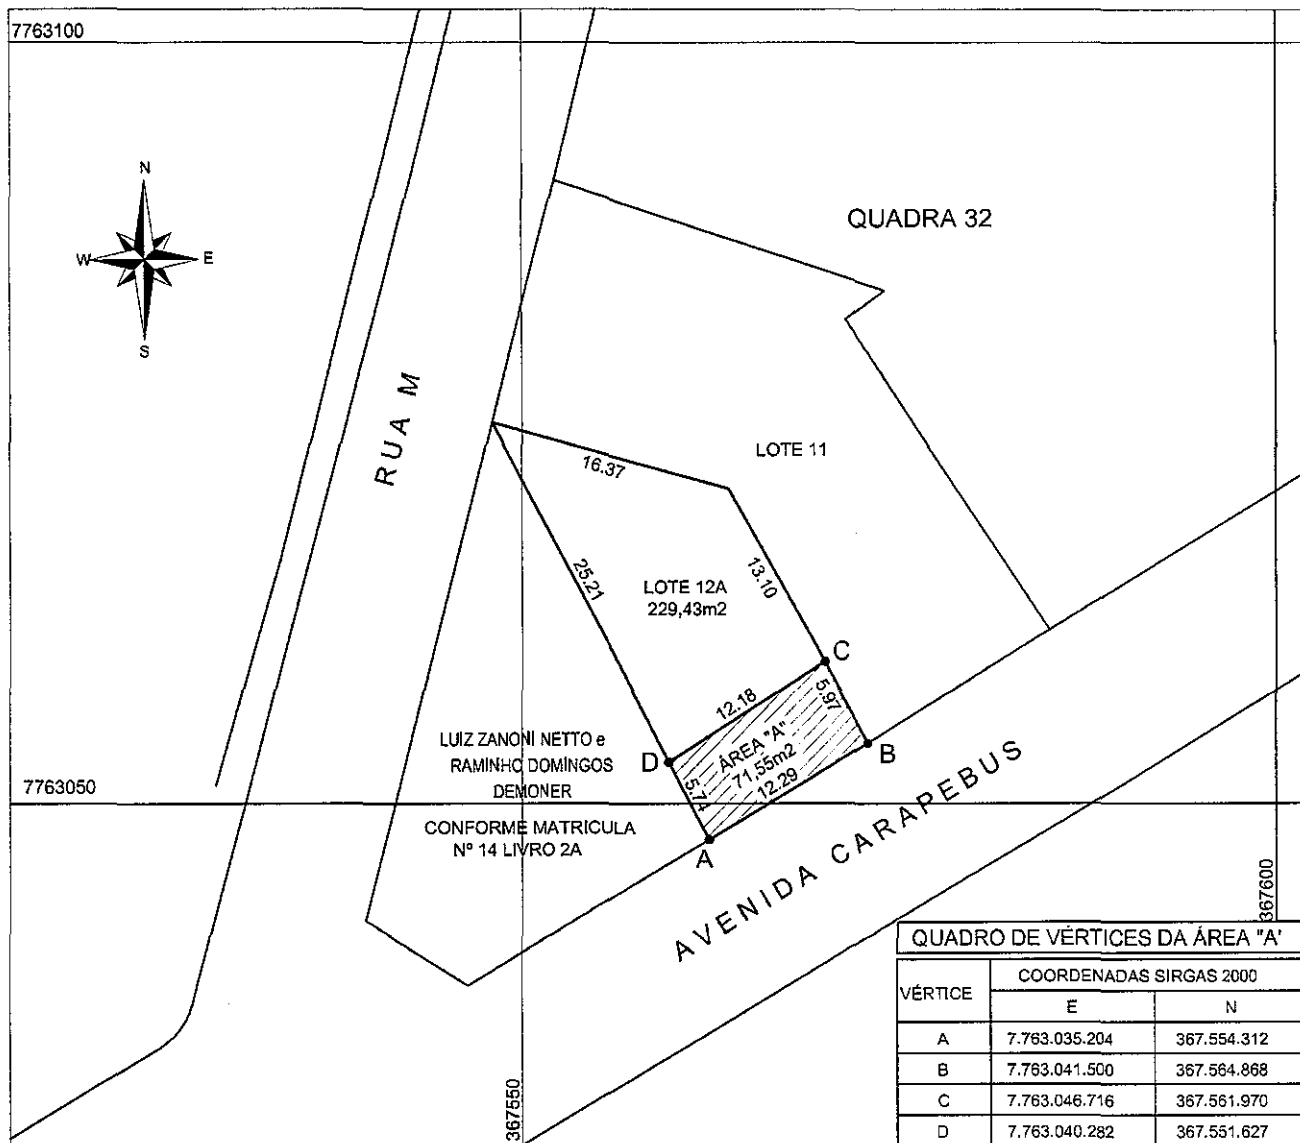 7763100
N
W
E
S
QUADRA 32
RUA M
LOTE 11
16.37
25.21
13.10
LOTE 12A
229,43m2
C
12.18
5.97
ÁREA "A"
71,55m2
12.29
5.74
D
B
A
LUIZ ZANONI NETTO e
RAMINHO DOMINGOS
DEMONER
CONFORME MATRICULA
Nº 14 LIVRO 2A
7763050
AVENIDA CARAPEBUS
367550
367600
QUADRO DE VÉRTICES DA ÁREA "A'
VÉRTICE COORDENADAS SIRGAS 2000
E N
A 7.763.035.204 367.554.312
B 7.763.041.500 367.564.868
C 7.763.046.716 367.561.970
D 7.763.040.282 367.551.627